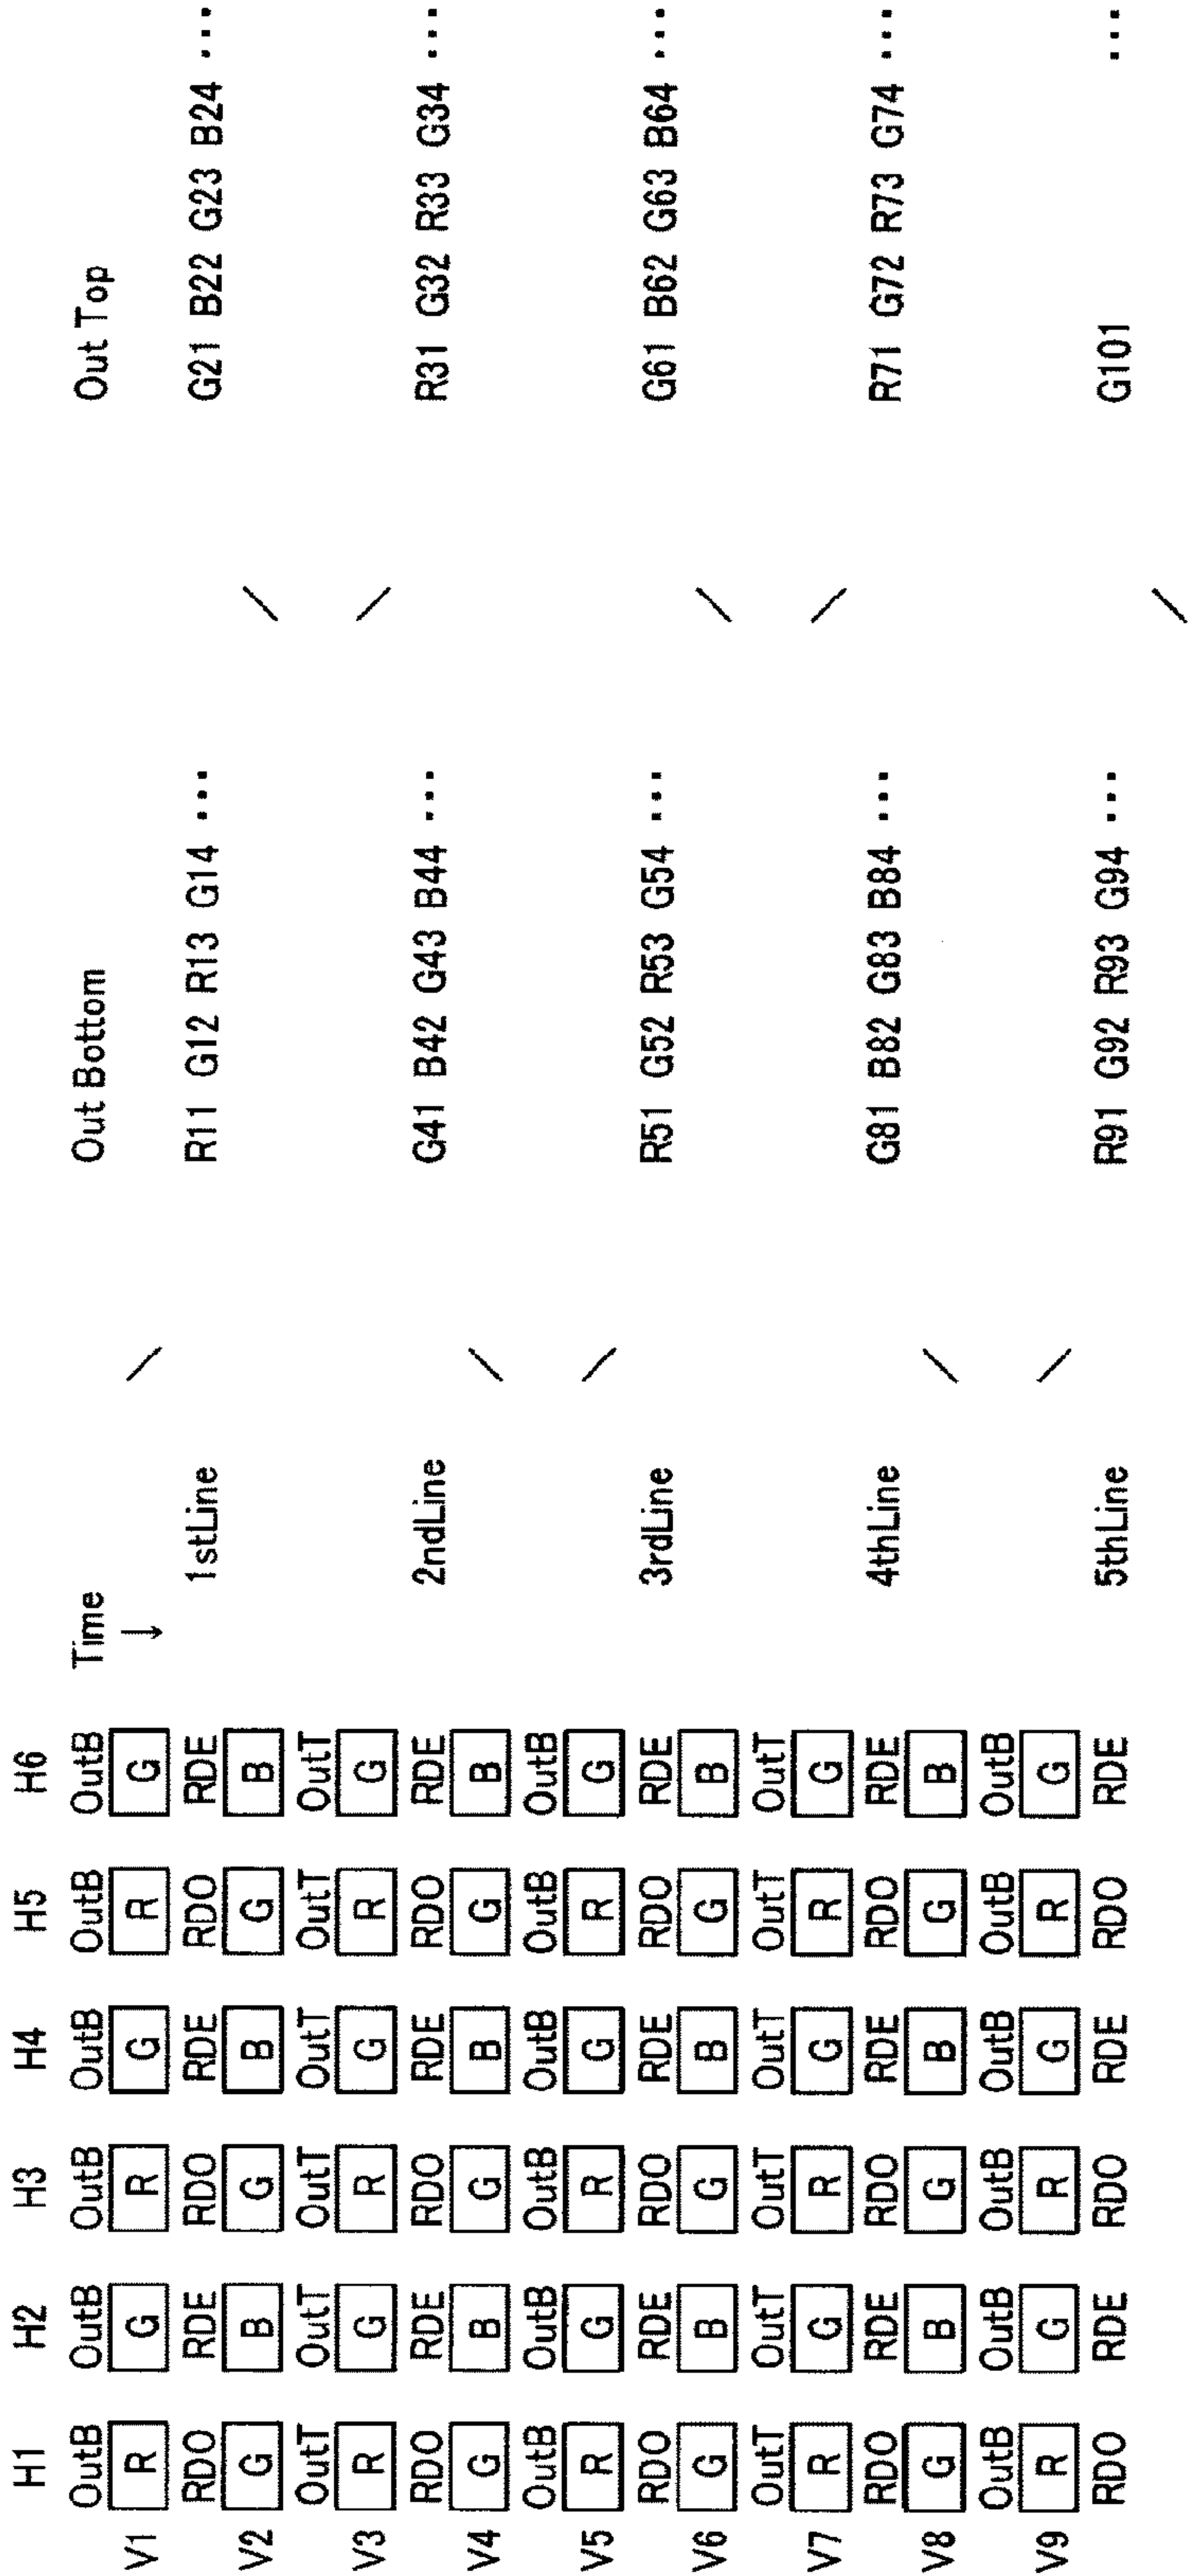 H1 H2 H3 H4 H5 H6
OutB OutB OutB OutB OutB OutB Time Out Bottom Out Top
V1 R G R G R G ↓
RDO RDE RDO RDE RDO RDE 1stLine R11 G12 R13 G14 ... G21 B22 G23 B24 ...
V2 G B G B G B
OutT OutT OutT OutT OutT OutT
V3 R G R G R G
RDO RDE RDO RDE RDO RDE 2ndLine G41 B42 G43 B44 ... R31 G32 R33 G34 ...
V4 G B G B G B
OutB OutB OutB OutB OutB OutB
V5 R G R G R G
RDO RDE RDO RDE RDO RDE 3rdLine R51 G52 R53 G54 ... G61 B62 G63 B64 ...
V6 G B G B G B
OutT OutT OutT OutT OutT OutT
V7 R G R G R G
RDO RDE RDO RDE RDO RDE 4thLine G81 B82 G83 B84 ... R71 G72 R73 G74 ...
V8 G B G B G B
OutB OutB OutB OutB OutB OutB
V9 R G R G R G
RDO RDE RDO RDE RDO RDE 5thLine R91 G92 R93 G94 ... G101 ...